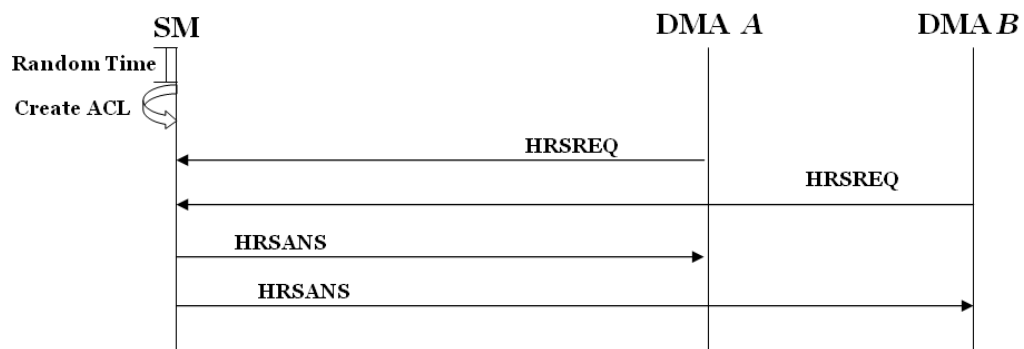 SM
DMA A
DMA B
Random Time
Create ACL
HRSREQ
HRSREQ
HRSANS
HRSANS